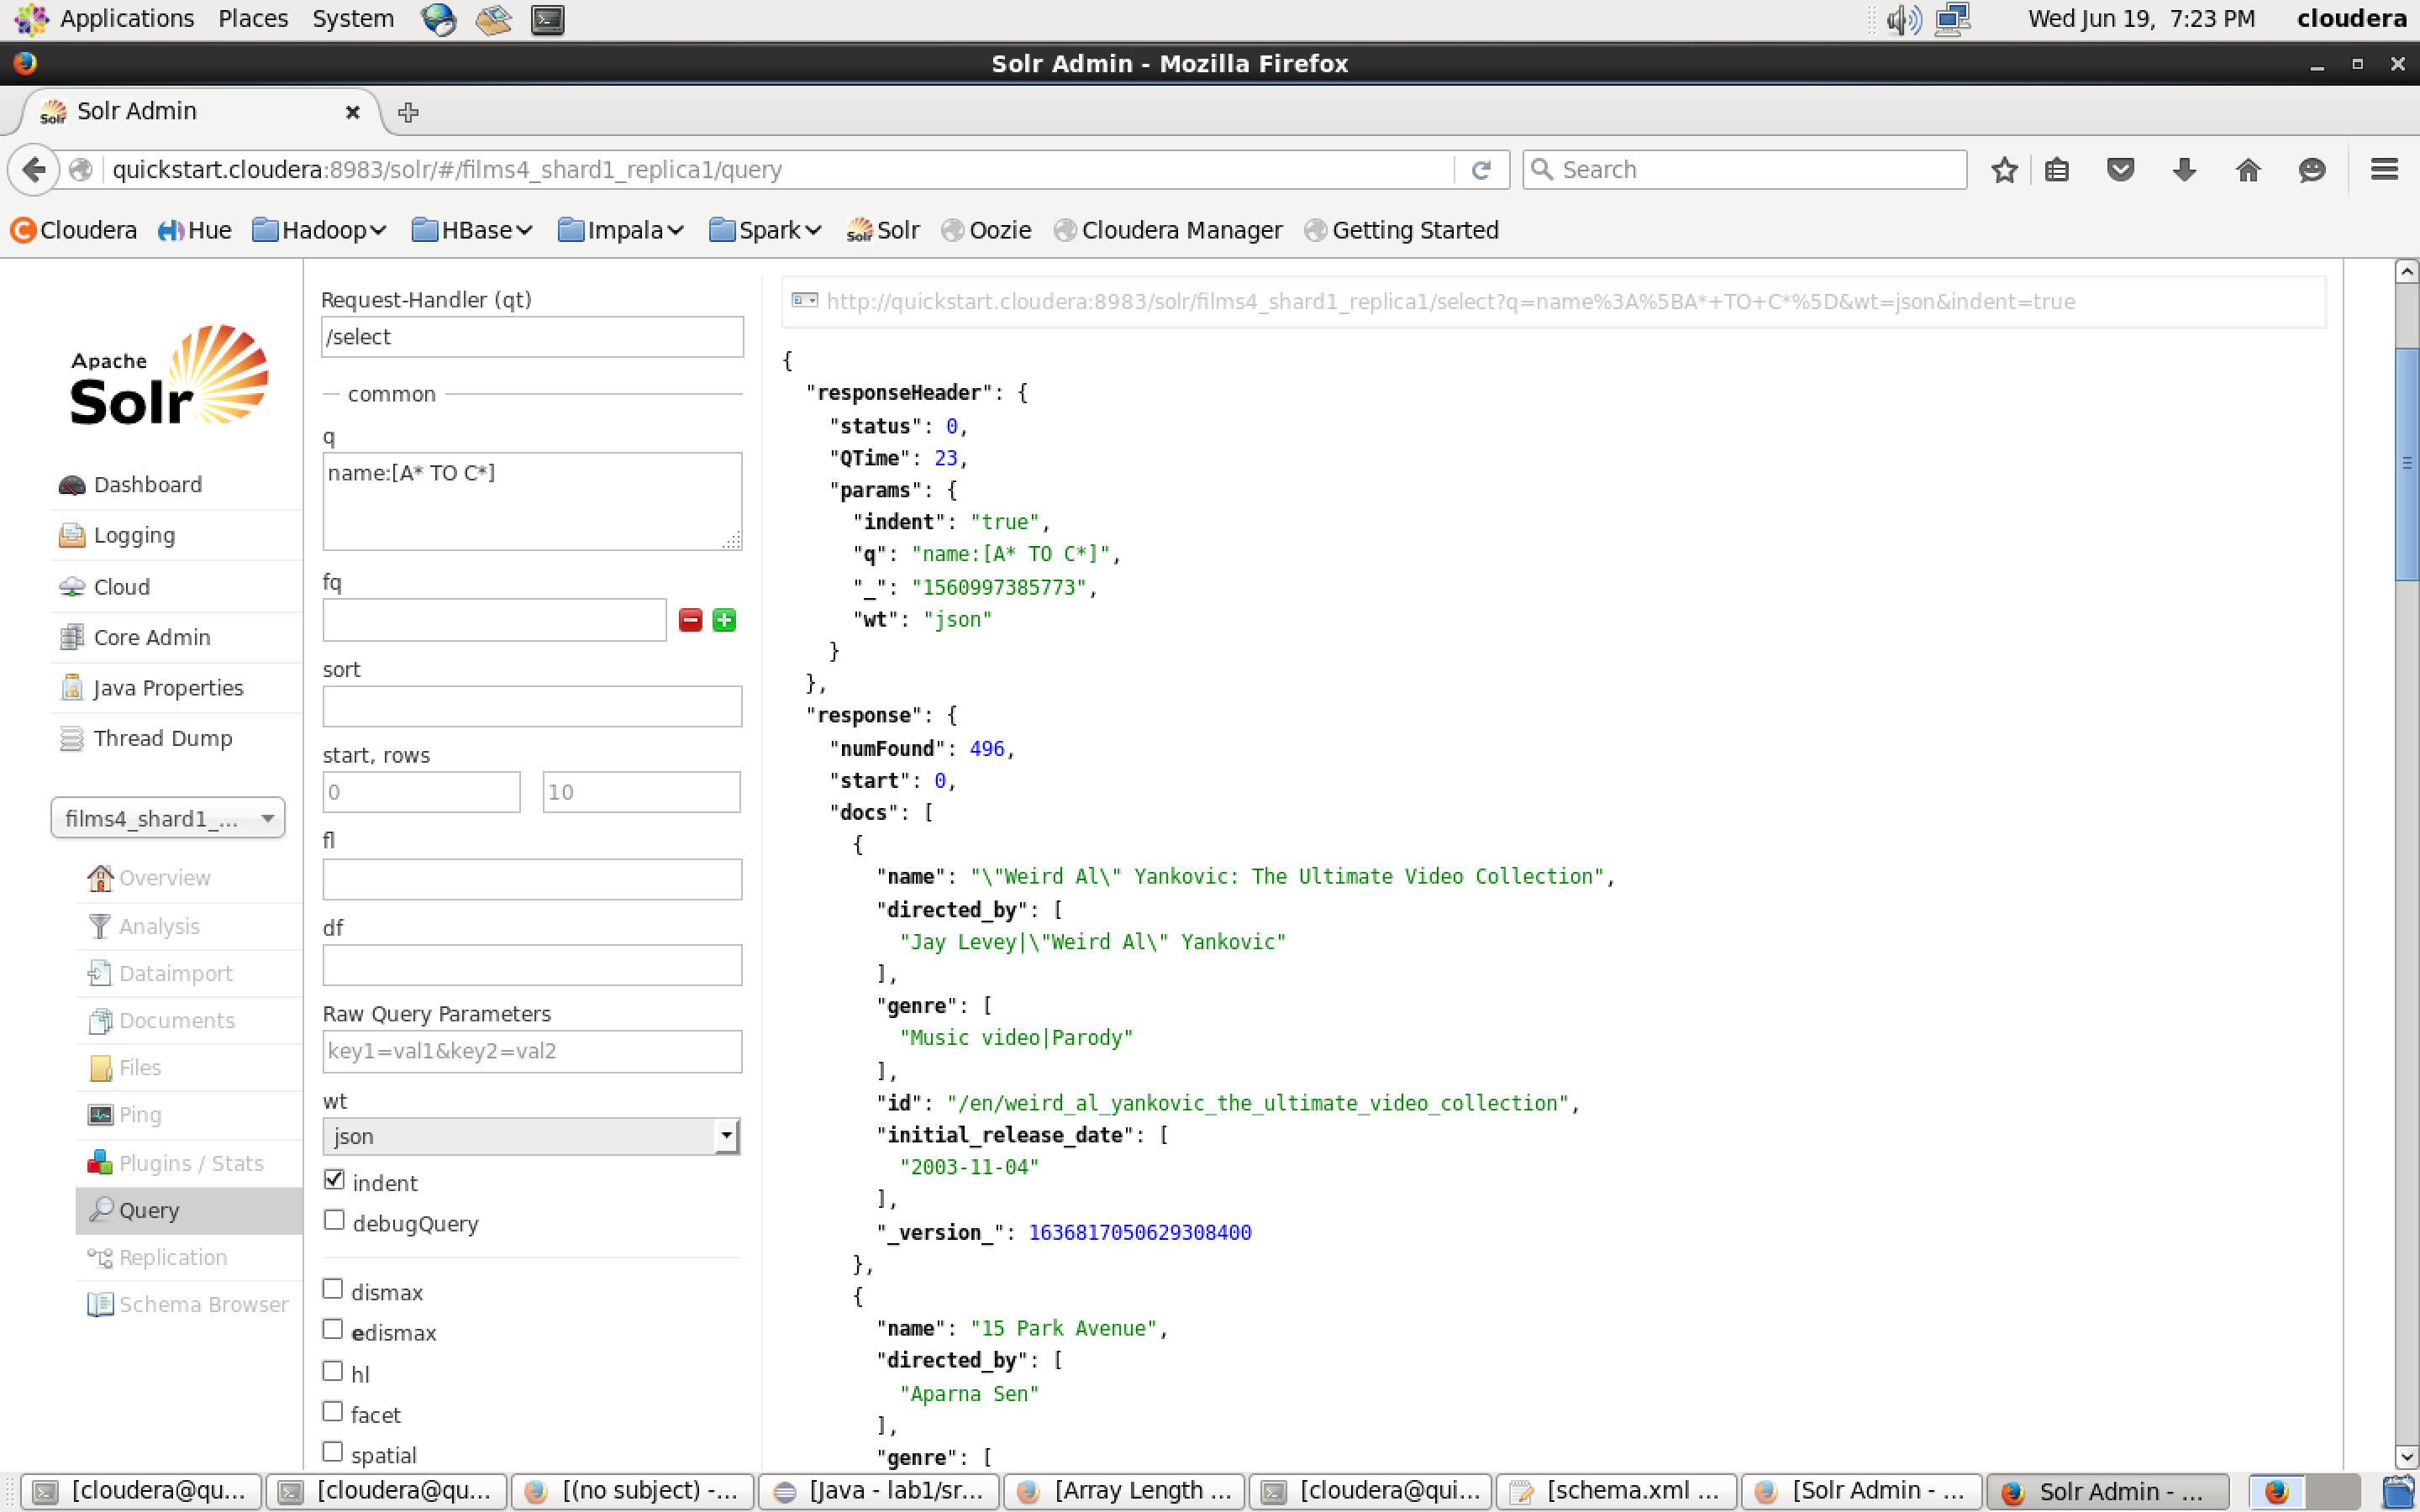 Applications Places System
Wed Jun 19, 7:23 PM cloudera
Solr Admin - Mozilla Firefox
Solr Solr Admin
quickstart.cloudera:8983/solr/#/films4_shard1_replica1/query
Search
Cloudera Hue Hadoop HBase Impala Spark Solr Solr Oozie Cloudera Manager Getting Started
Apache
Solr
Dashboard
Logging
Cloud
Core Admin
Java Properties
Thread Dump
films4_shard1_...
Overview
Analysis
Dataimport
Documents
Files
Ping
Plugins / Stats
Query
Replication
Schema Browser
Request-Handler (qt)
/select
common
q
name:[A* TO C*]
fq
sort
start, rows
0 10
fl
df
Raw Query Parameters
key1=val1&key2=val2
wt
json
indent
debugQuery
dismax
edismax
hl
facet
spatial
http://quickstart.cloudera:8983/solr/films4_shard1_replica1/select?q=name%3A%5BA*+TO+C*%5D&wt=json&indent=true
{
"responseHeader": {
"status": 0,
"QTime": 23,
"params": {
"indent": "true",
"q": "name:[A* TO C*]",
"_": "1560997385773",
"wt": "json"
}
},
"response": {
"numFound": 496,
"start": 0,
"docs": [
{
"name": "\"Weird Al\" Yankovic: The Ultimate Video Collection",
"directed_by": [
"Jay Levey|\"Weird Al\" Yankovic"
],
"genre": [
"Music video|Parody"
],
"id": "/en/weird_al_yankovic_the_ultimate_video_collection",
"initial_release_date": [
"2003-11-04"
],
"_version_": 1636817050629308400
},
{
"name": "15 Park Avenue",
"directed_by": [
"Aparna Sen"
],
"genre": [
[cloudera@qu... [cloudera@qu... [(no subject) -... [Java - lab1/sr... [Array Length ... [cloudera@qui... [schema.xml ... [Solr Admin - ... Solr Admin - ...